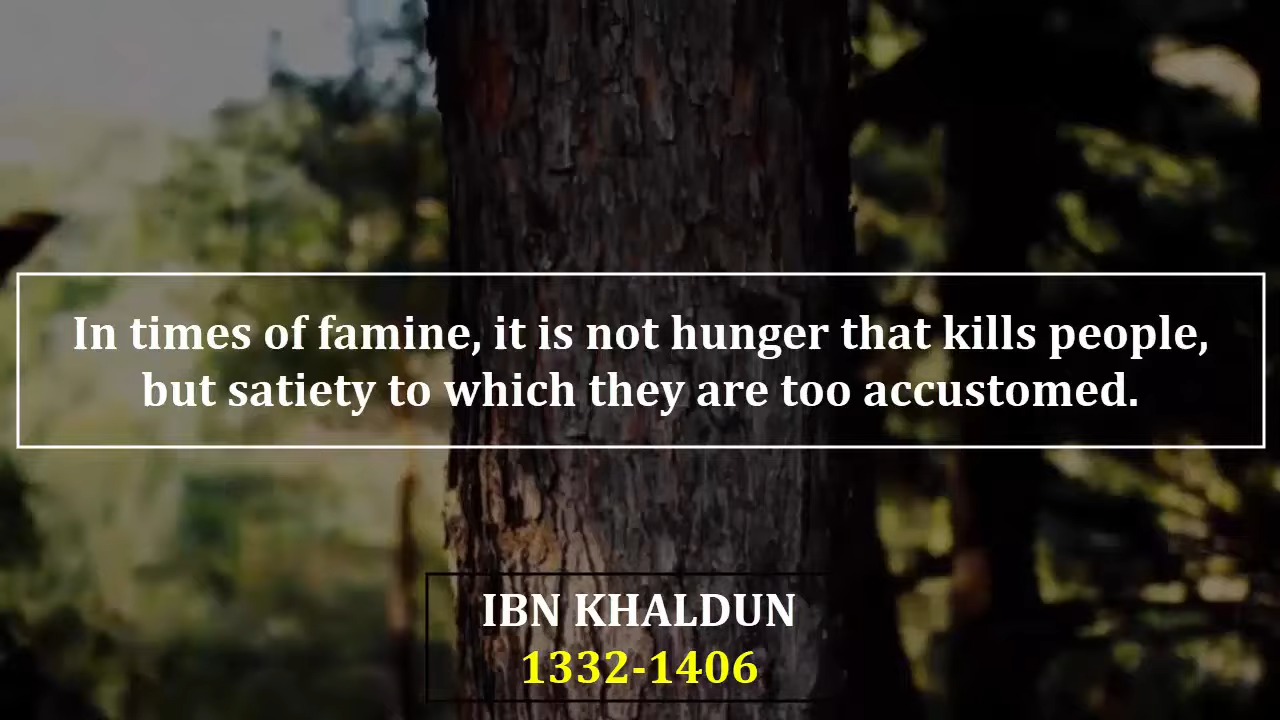 In times of famine, it is not hunger that kills people,
but satiety to which they are too accustomed.
IBN KHALDUN
1332-1406